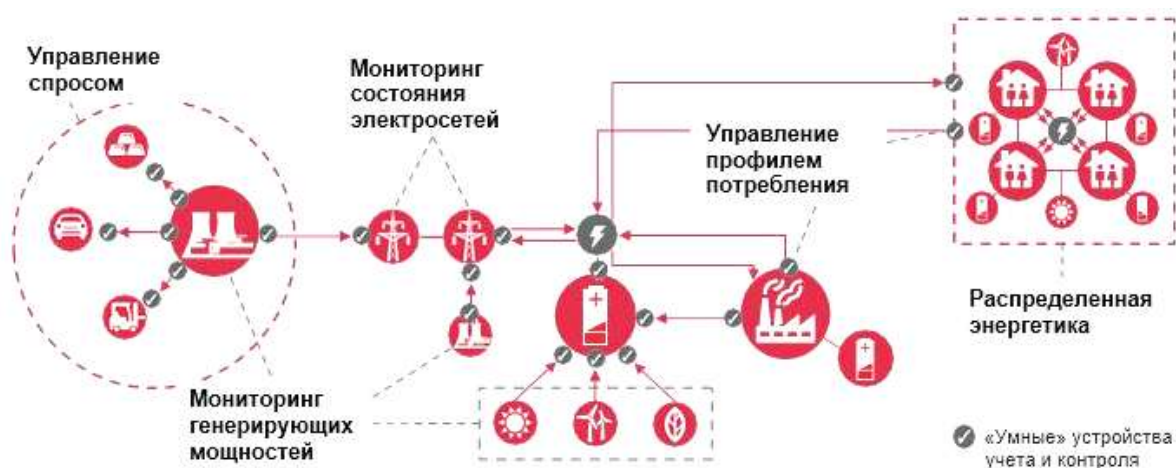 Управление
спросом
Мониторинг
состояния
электросетей
Управление
профилем
потребления
Распределенная
энергетика
Мониторинг
генерирующих
мощностей
«Умные» устройства
учета и контроля